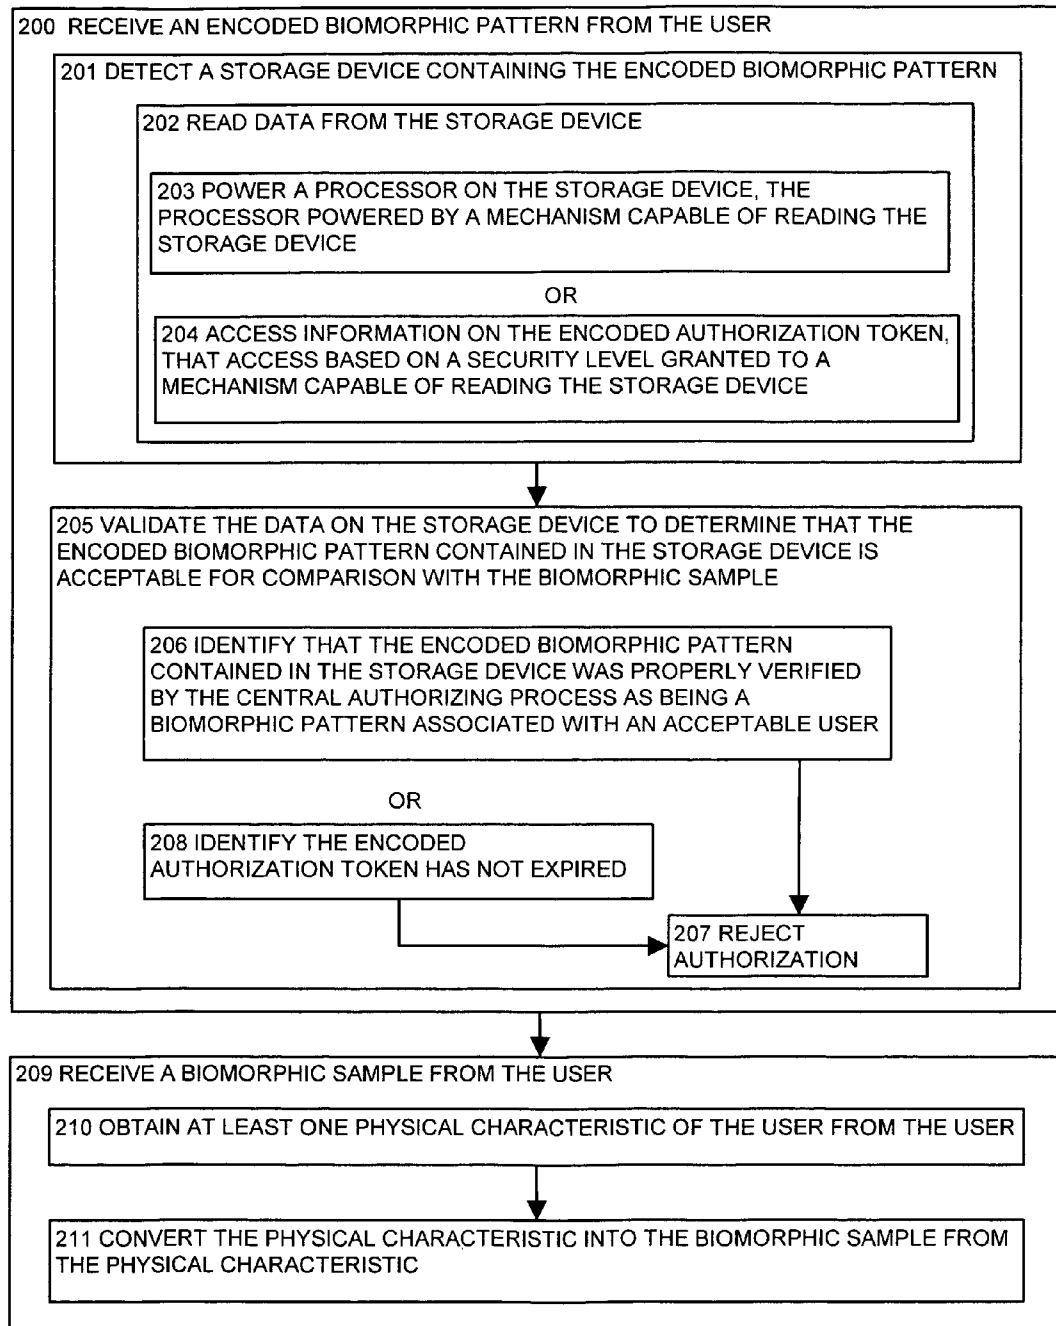 200 RECEIVE AN ENCODED BIOMORPHIC PATTERN FROM THE USER
201 DETECT A STORAGE DEVICE CONTAINING THE ENCODED BIOMORPHIC PATTERN
202 READ DATA FROM THE STORAGE DEVICE
203 POWER A PROCESSOR ON THE STORAGE DEVICE, THE
PROCESSOR POWERED BY A MECHANISM CAPABLE OF READING THE
STORAGE DEVICE
OR
204 ACCESS INFORMATION ON THE ENCODED AUTHORIZATION TOKEN,
THAT ACCESS BASED ON A SECURITY LEVEL GRANTED TO A
MECHANISM CAPABLE OF READING THE STORAGE DEVICE
205 VALIDATE THE DATA ON THE STORAGE DEVICE TO DETERMINE THAT THE
ENCODED BIOMORPHIC PATTERN CONTAINED IN THE STORAGE DEVICE IS
ACCEPTABLE FOR COMPARISON WITH THE BIOMORPHIC SAMPLE
206 IDENTIFY THAT THE ENCODED BIOMORPHIC PATTERN
CONTAINED IN THE STORAGE DEVICE WAS PROPERLY VERIFIED
BY THE CENTRAL AUTHORIZING PROCESS AS BEING A
BIOMORPHIC PATTERN ASSOCIATED WITH AN ACCEPTABLE USER
OR
208 IDENTIFY THE ENCODED
AUTHORIZATION TOKEN HAS NOT EXPIRED
207 REJECT
AUTHORIZATION
209 RECEIVE A BIOMORPHIC SAMPLE FROM THE USER
210 OBTAIN AT LEAST ONE PHYSICAL CHARACTERISTIC OF THE USER FROM THE USER
211 CONVERT THE PHYSICAL CHARACTERISTIC INTO THE BIOMORPHIC SAMPLE FROM
THE PHYSICAL CHARACTERISTIC